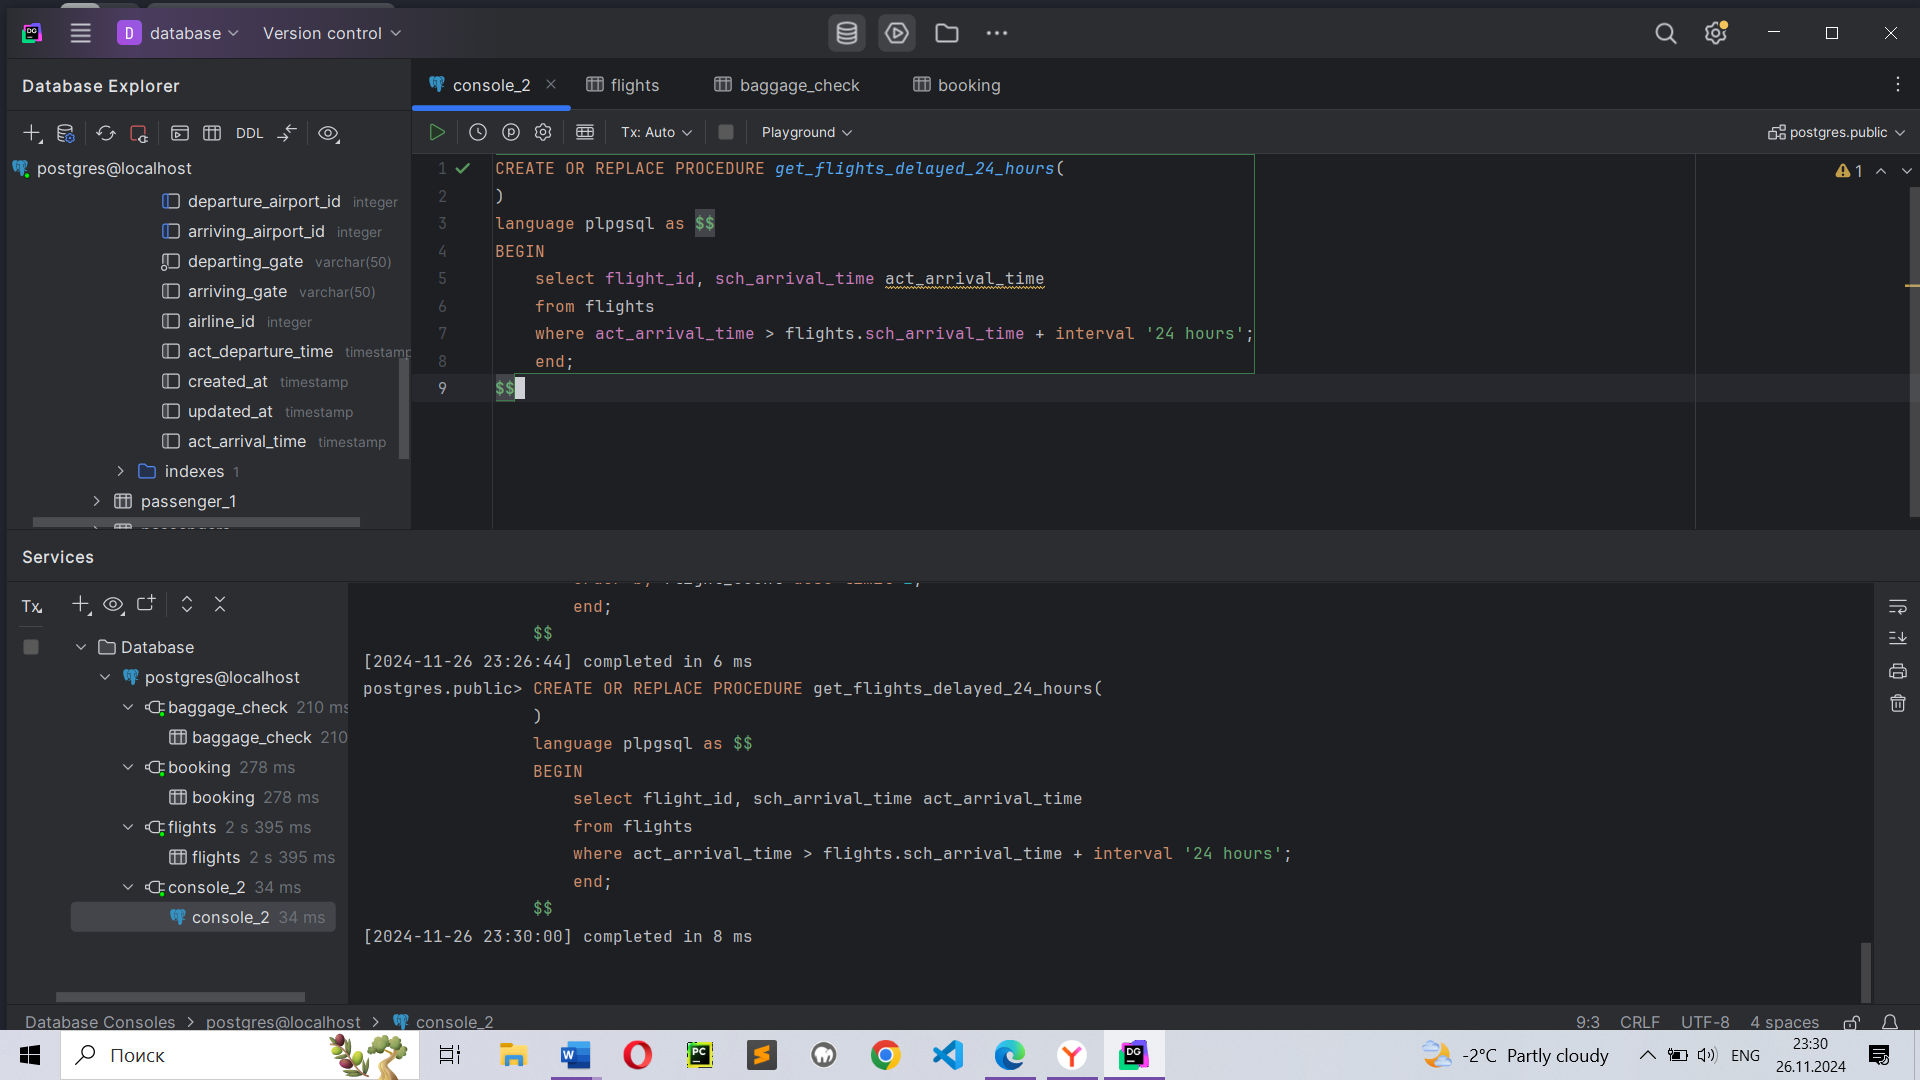 D database
Version control
Database Explorer
console_2
flights
baggage_check
booking
DDL
Tx: Auto
Playground
postgres.public
postgres@localhost
departure_airport_id integer
arriving_airport_id integer
departing_gate varchar(50)
arriving_gate varchar(50)
airline_id integer
act_departure_time timestamp
created_at timestamp
updated_at timestamp
act_arrival_time timestamp
indexes 1
passenger_1
1 CREATE OR REPLACE PROCEDURE get_flights_delayed_24_hours(
2 )
3 language plpgsql as $$
4 BEGIN
5 select flight_id, sch_arrival_time act_arrival_time
6 from flights
7 where act_arrival_time > flights.sch_arrival_time + interval '24 hours';
8 end;
9 $$
1
Services
Tx
Database
postgres@localhost
baggage_check 210 ms
baggage_check 210
booking 278 ms
booking 278 ms
flights 2 s 395 ms
flights 2 s 395 ms
console_2 34 ms
console_2 34 ms
end;
$$
[2024-11-26 23:26:44] completed in 6 ms
postgres.public> CREATE OR REPLACE PROCEDURE get_flights_delayed_24_hours(
)
language plpgsql as $$
BEGIN
select flight_id, sch_arrival_time act_arrival_time
from flights
where act_arrival_time > flights.sch_arrival_time + interval '24 hours';
end;
$$
[2024-11-26 23:30:00] completed in 8 ms
Database Consoles > postgres@localhost > console_2
9:3 CRLF UTF-8 4 spaces
Поиск
-2°C Partly cloudy
ENG
23:30
26.11.2024